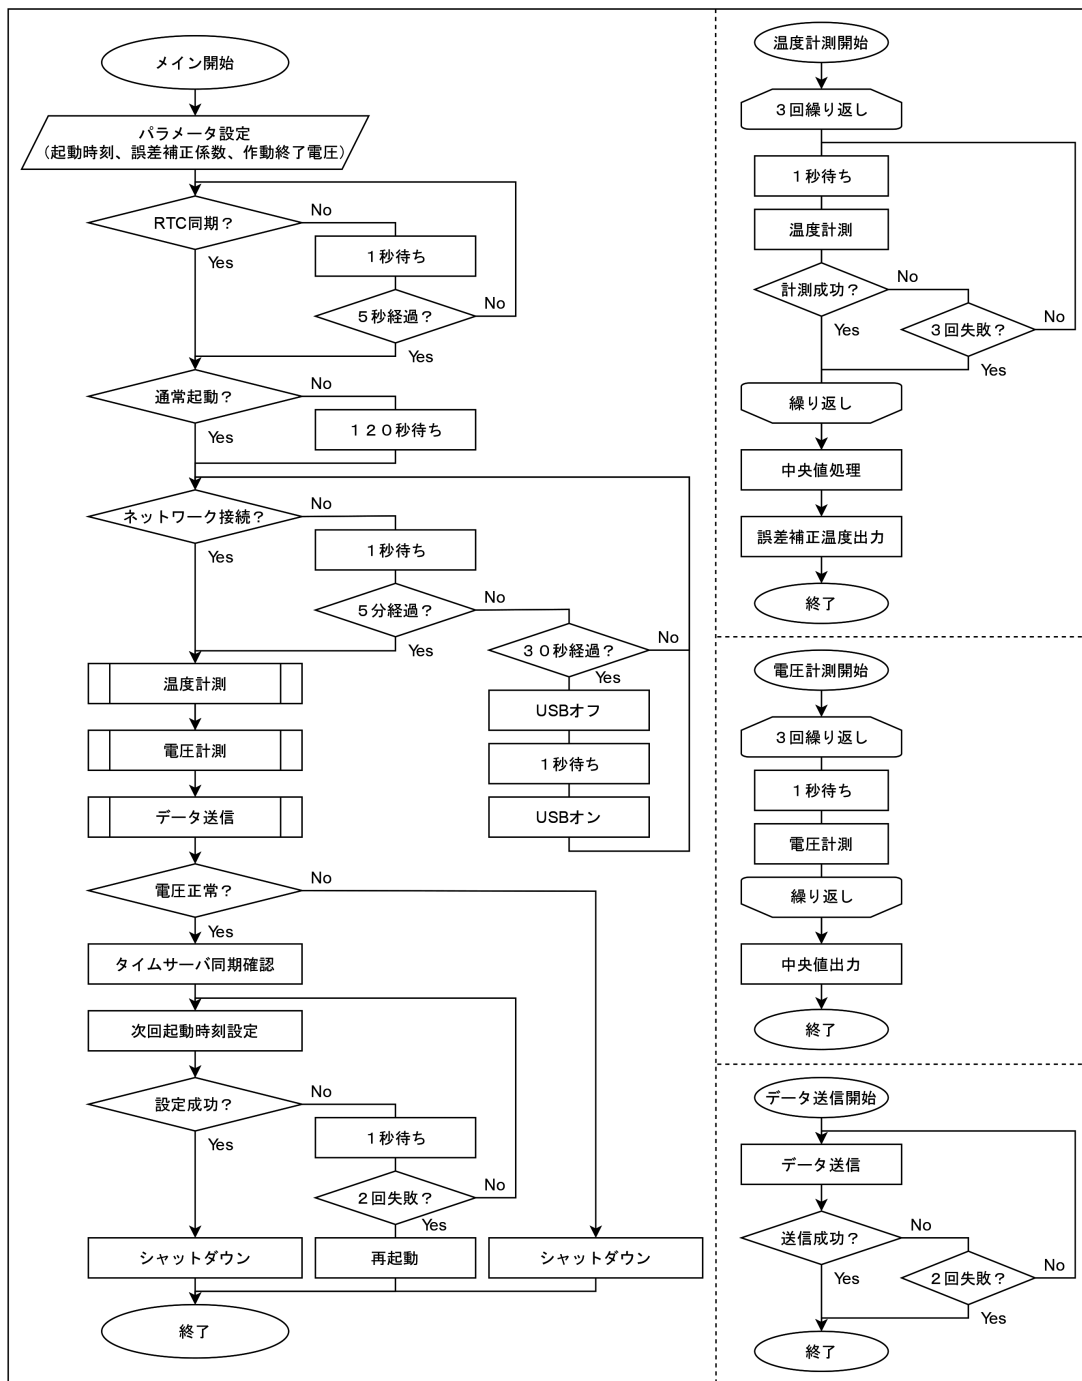 メイン開始
パラメータ設定
(起動時刻、誤差補正係数、作動終了電圧)
RTC同期？
No
Yes
１秒待ち
５秒経過？
No
Yes
通常起動？
No
Yes
１２０秒待ち
ネットワーク接続？
No
Yes
１秒待ち
５分経過？
No
Yes
３０秒経過？
No
Yes
USBオフ
１秒待ち
USBオン
温度計測
電圧計測
データ送信
電圧正常？
No
Yes
タイムサーバ同期確認
次回起動時刻設定
設定成功？
No
Yes
１秒待ち
２回失敗？
No
Yes
シャットダウン
再起動
シャットダウン
終了
温度計測開始
３回繰り返し
１秒待ち
温度計測
計測成功？
No
Yes
３回失敗？
No
Yes
繰り返し
中央値処理
誤差補正温度出力
終了
電圧計測開始
３回繰り返し
１秒待ち
電圧計測
繰り返し
中央値出力
終了
データ送信開始
データ送信
送信成功？
No
Yes
２回失敗？
No
Yes
終了